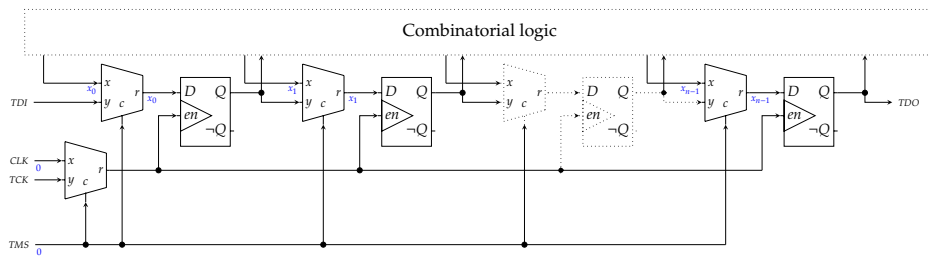 Combinatorial logic
x x₀ y c r x₀ D Q en ¬Q x x₁ y c r x₁ D Q en ¬Q x y c r D Q en ¬Q x xₙ₋₁ y c r xₙ₋₁ D Q en ¬Q
TDI
TDO
CLK 0 x y c r
TCK
TMS 0